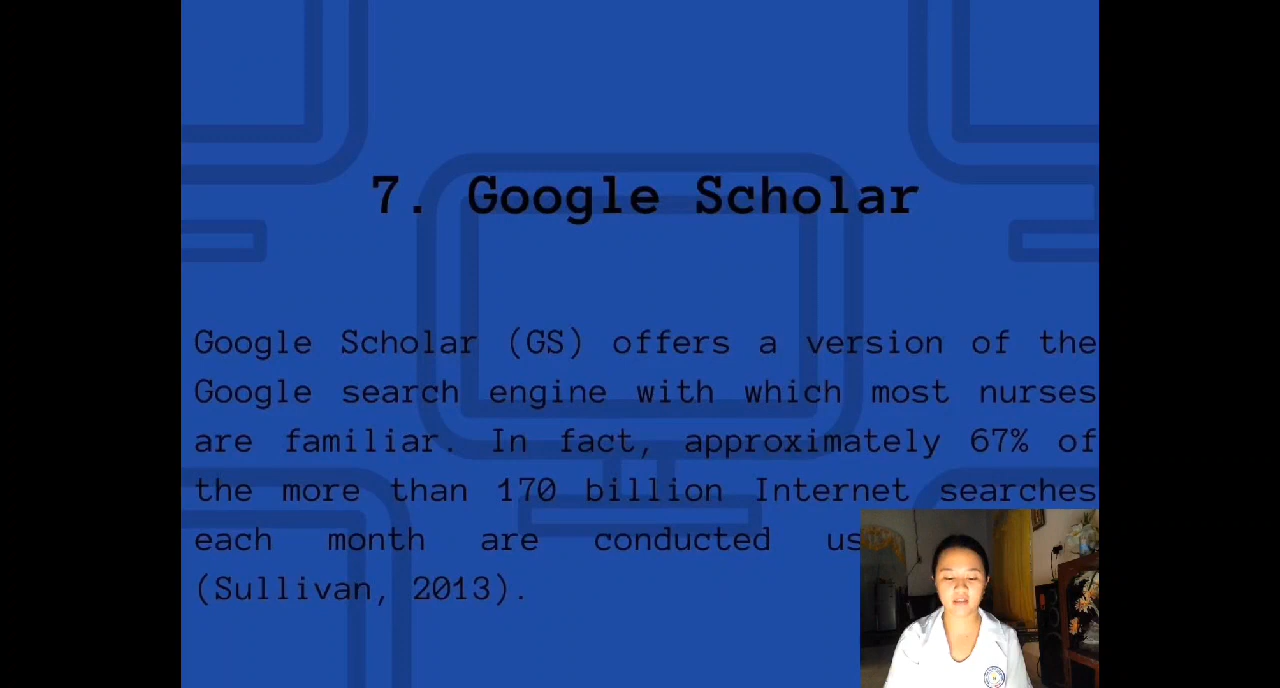 7. Google Scholar
Google Scholar (GS) offers a version of the
Google search engine with which most nurses
are familiar. In fact, approximately 67% of
the more than 170 billion Internet searches
each month are conducted
(Sullivan, 2013).